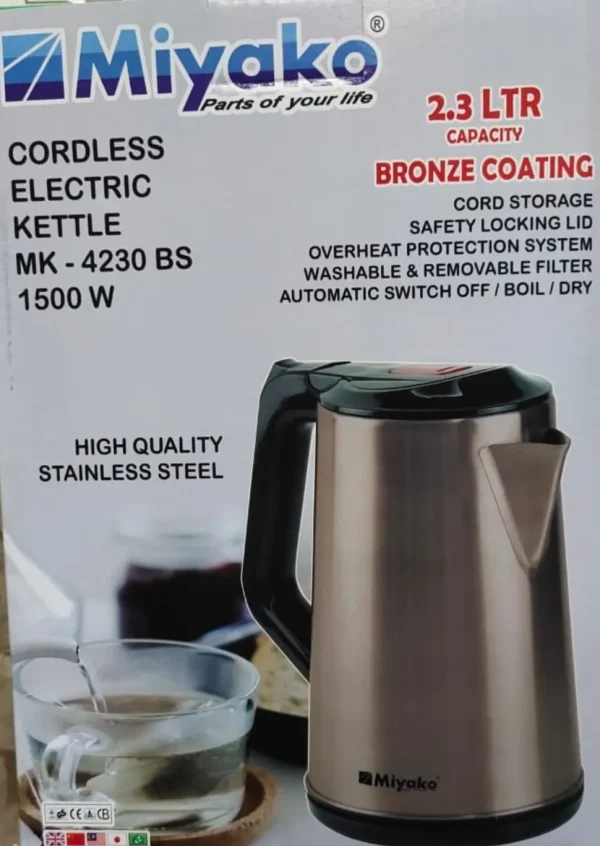 Miyako®
Parts of your life
2.3 LTR
CAPACITY
BRONZE COATING
CORD STORAGE
SAFETY LOCKING LID
OVERHEAT PROTECTION SYSTEM
WASHABLE & REMOVABLE FILTER
AUTOMATIC SWITCH OFF / BOIL / DRY
CORDLESS
ELECTRIC
KETTLE
MK - 4230 BS
1500 W
HIGH QUALITY
STAINLESS STEEL
Miyako
CE CB